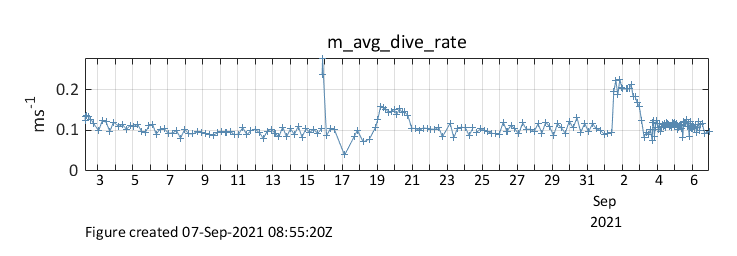 m_avg_dive_rate
ms-1
0.2
0.1
0
3 5 7 9 11 13 15 17 19 21 23 25 27 29 31 2 4 6
Sep
2021
Figure created 07-Sep-2021 08:55:20Z